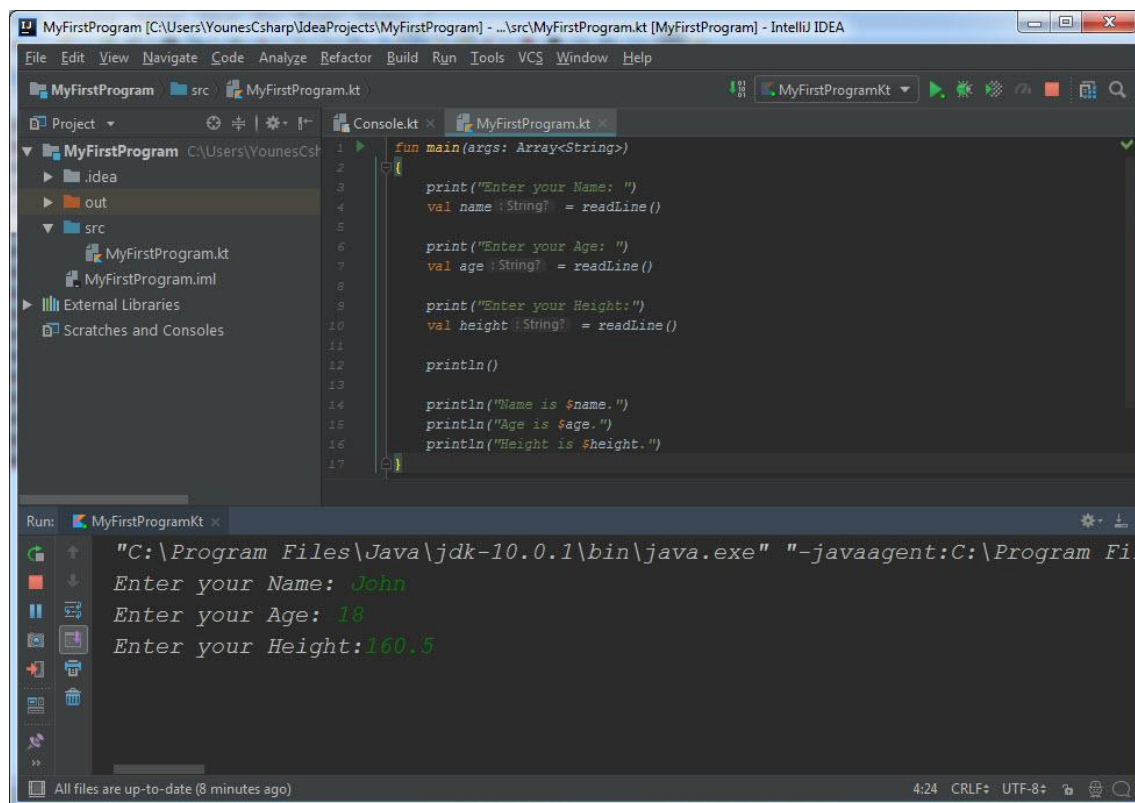 MyFirstProgram [C:\Users\YounesCsharp\IdeaProjects\MyFirstProgram] - ...\src\MyFirstProgram.kt [MyFirstProgram] - IntelliJ IDEA
File Edit View Navigate Code Analyze Refactor Build Run Tools VCS Window Help
MyFirstProgram src MyFirstProgram.kt
MyFirstProgramKt
Project
Console.kt MyFirstProgram.kt
MyFirstProgram C:\Users\YounesCsh
.idea
out
src
MyFirstProgram.kt
MyFirstProgram.iml
External Libraries
Scratches and Consoles
1 fun main(args: Array<String>)
2 {
3 print("Enter your Name: ")
4 val name : String? = readLine()
5
6 print("Enter your Age: ")
7 val age : String? = readLine()
8
9 print("Enter your Height:")
10 val height : String? = readLine()
11
12 println()
13
14 println("Name is $name.")
15 println("Age is $age.")
16 println("Height is $height.")
17 }
Run: MyFirstProgramKt
"C:\Program Files\Java\jdk-10.0.1\bin\java.exe" "-javaagent:C:\Program Fi
Enter your Name: John
Enter your Age: 18
Enter your Height:160.5
All files are up-to-date (8 minutes ago)
4:24 CRLF UTF-8